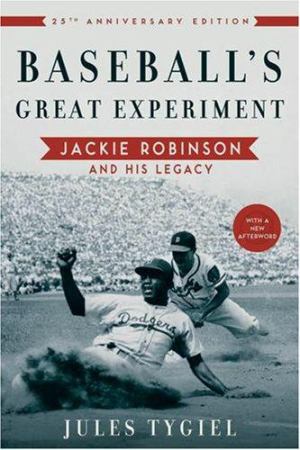 25TH ANNIVERSARY EDITION
BASEBALL'S
GREAT EXPERIMENT
JACKIE ROBINSON
AND HIS LEGACY
WITH A
NEW
AFTERWORD
Dodgers
JULES TYGIEL